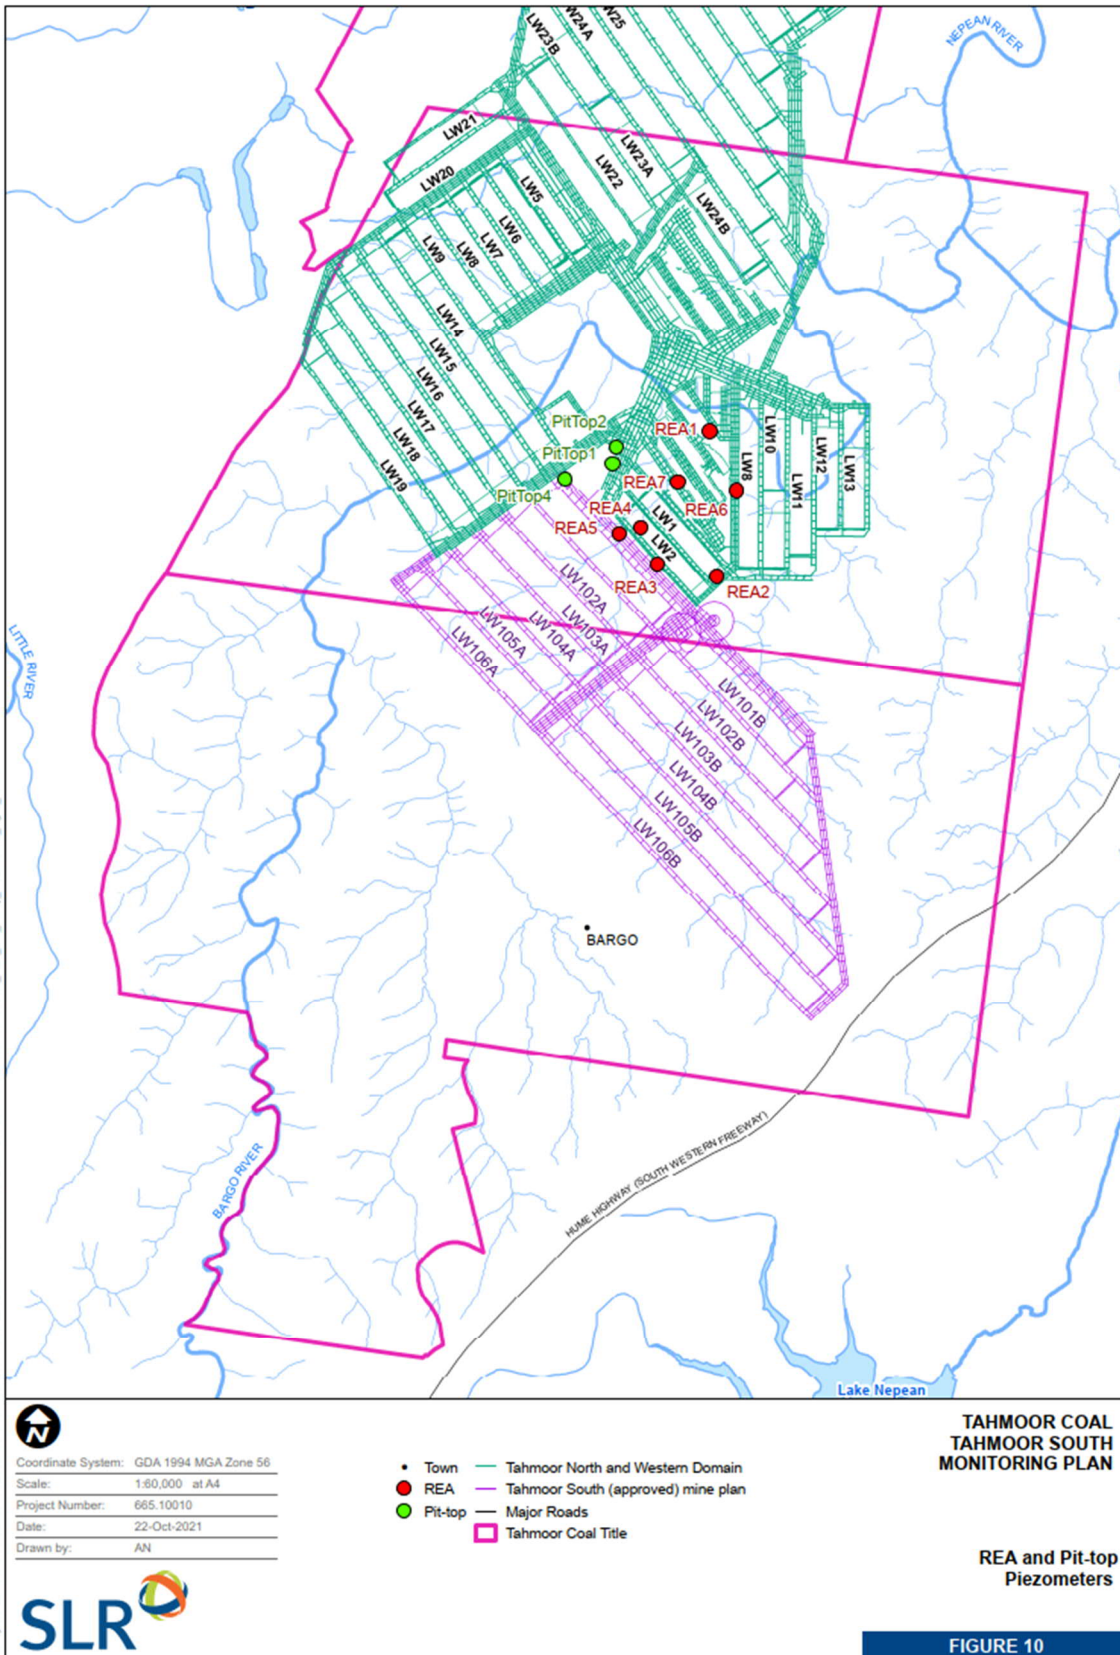 NEPEAN RIVER
LW23B
W24A
W25
LW21
LW20
LW5
LW22
LW23A
LW24B
LW6
LW7
LW8
LW9
LW14
LW15
LW16
LW17
LW18
LW19
PitTop2
PitTop1
PitTop4
REA1
REA7
REA6
REA4
REA5
REA3
REA2
LW1
LW2
LW8
LW10
LW11
LW12
LW13
LW102A
LW103A
LW104A
LW105A
LW106A
LW101B
LW102B
LW103B
LW104B
LW105B
LW106B
LITTLE RIVER
BARGO
BARGO RIVER
HUME HIGHWAY (SOUTH WESTERN FREEWAY)
Lake Nepean
N
Coordinate System: GDA 1994 MGA Zone 56
Scale: 1:60,000 at A4
Project Number: 665.10010
Date: 22-Oct-2021
Drawn by: AN
SLR
Town
REA
Pit-top
Tahmoor North and Western Domain
Tahmoor South (approved) mine plan
Major Roads
Tahmoor Coal Title
TAHMOOR COAL
TAHMOOR SOUTH
MONITORING PLAN
REA and Pit-top
Piezometers
FIGURE 10